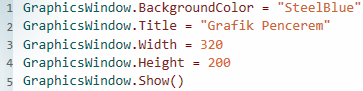 1 GraphicsWindow.BackgroundColor = "SteelBlue"
2 GraphicsWindow.Title = "Grafik Pencerem"
3 GraphicsWindow.Width = 320
4 GraphicsWindow.Height = 200
5 GraphicsWindow.Show()